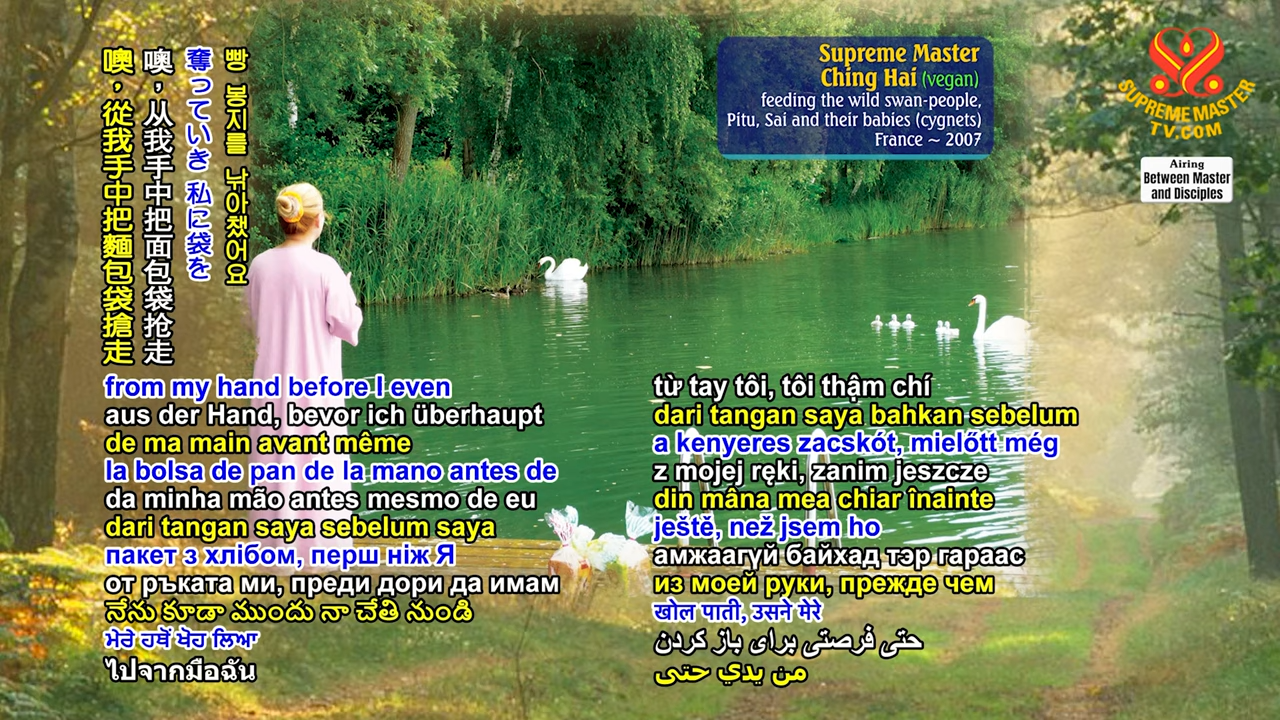 빵 봉지를 낚아챘어요
奪っていき 私に袋を
噢，从我手中把面包袋抢走
噢，從我手中把麵包袋搶走
Supreme Master
Ching Hai (vegan)
feeding the wild swan-people,
Pitu, Sai and their babies (cygnets)
France ~ 2007
SUPREME MASTER
TV.COM
Airing
Between Master
and Disciples
from my hand before I even
aus der Hand, bevor ich überhaupt
de ma main avant même
la bolsa de pan de la mano antes de
da minha mão antes mesmo de eu
dari tangan saya sebelum saya
пакет з хлібом, перш ніж Я
от ръката ми, преди дори да имам
నేను కూడా ముందు నా చేతి నుండి
ਮੇਰੇ ਹਥੋਂ ਖੋਹ ਲਿਆ
ไปจากมือฉัน
từ tay tôi, tôi thậm chí
dari tangan saya bahkan sebelum
a kenyeres zacskót, mielőtt még
z mojej ręki, zanim jeszcze
din mâna mea chiar înainte
ještě, než jsem ho
амжаагүй байхад тэр гараас
из моей руки, прежде чем
खोल पाती, उसने मेरे
حتی فرصتی برای باز کردن
من يدي حتى